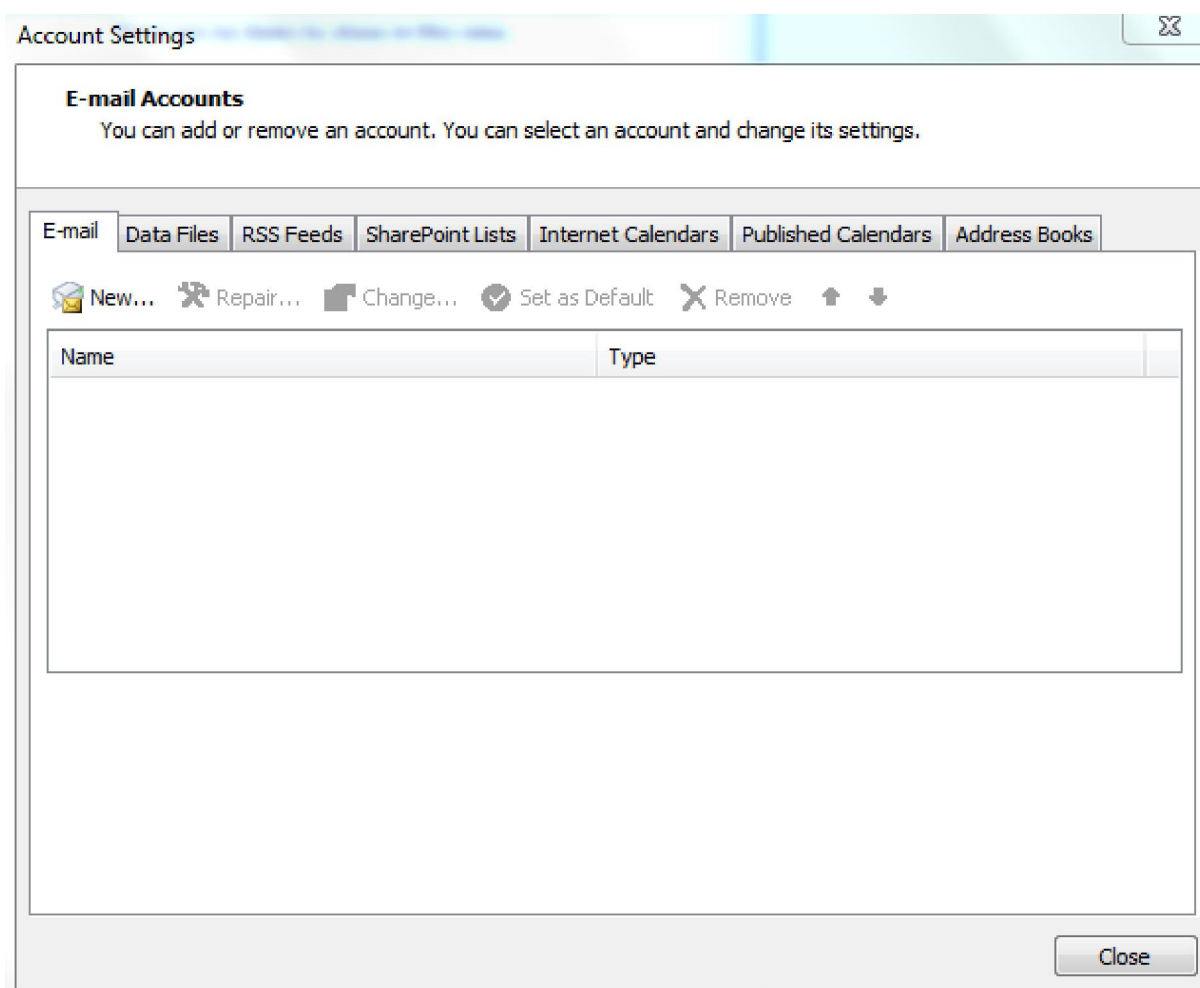 Account Settings
E-mail Accounts
You can add or remove an account. You can select an account and change its settings.
E-mail Data Files RSS Feeds SharePoint Lists Internet Calendars Published Calendars Address Books
New... Repair... Change... Set as Default Remove
Name Type
Close